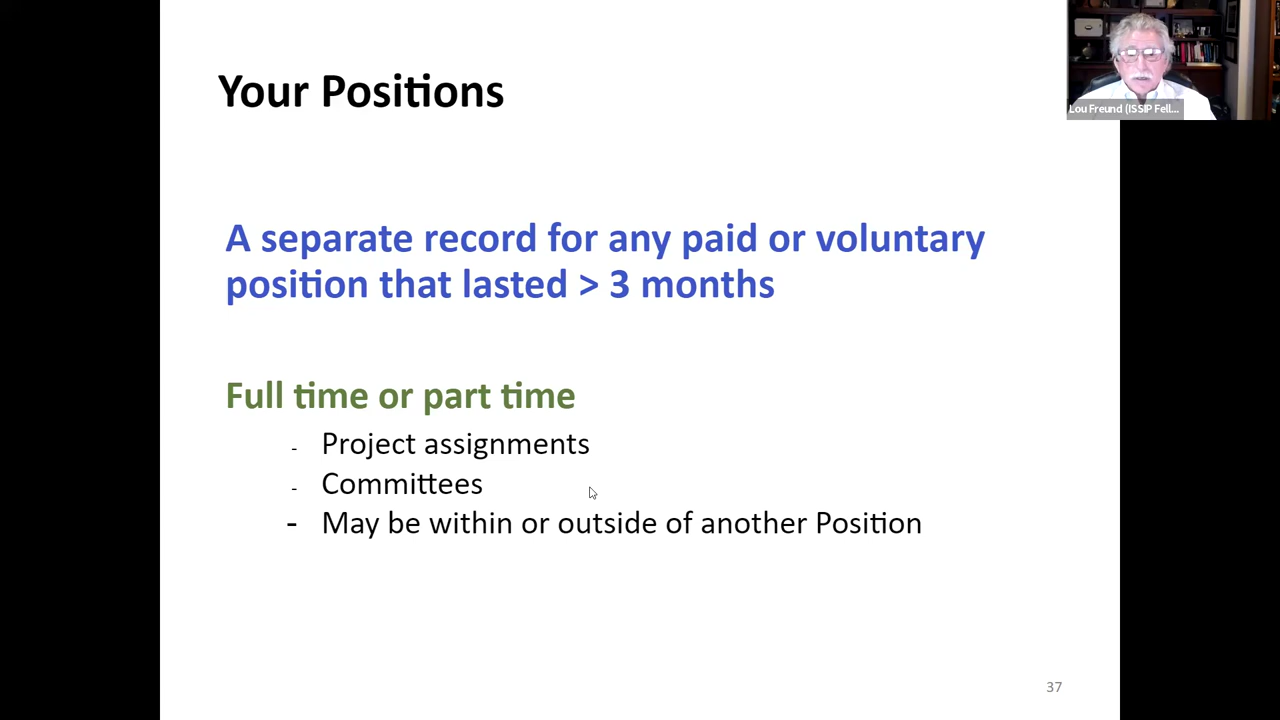 Your Positions
Lou Freund (ISSIP Fell...
A separate record for any paid or voluntary
position that lasted > 3 months
Full time or part time
- Project assignments
- Committees
- May be within or outside of another Position
37